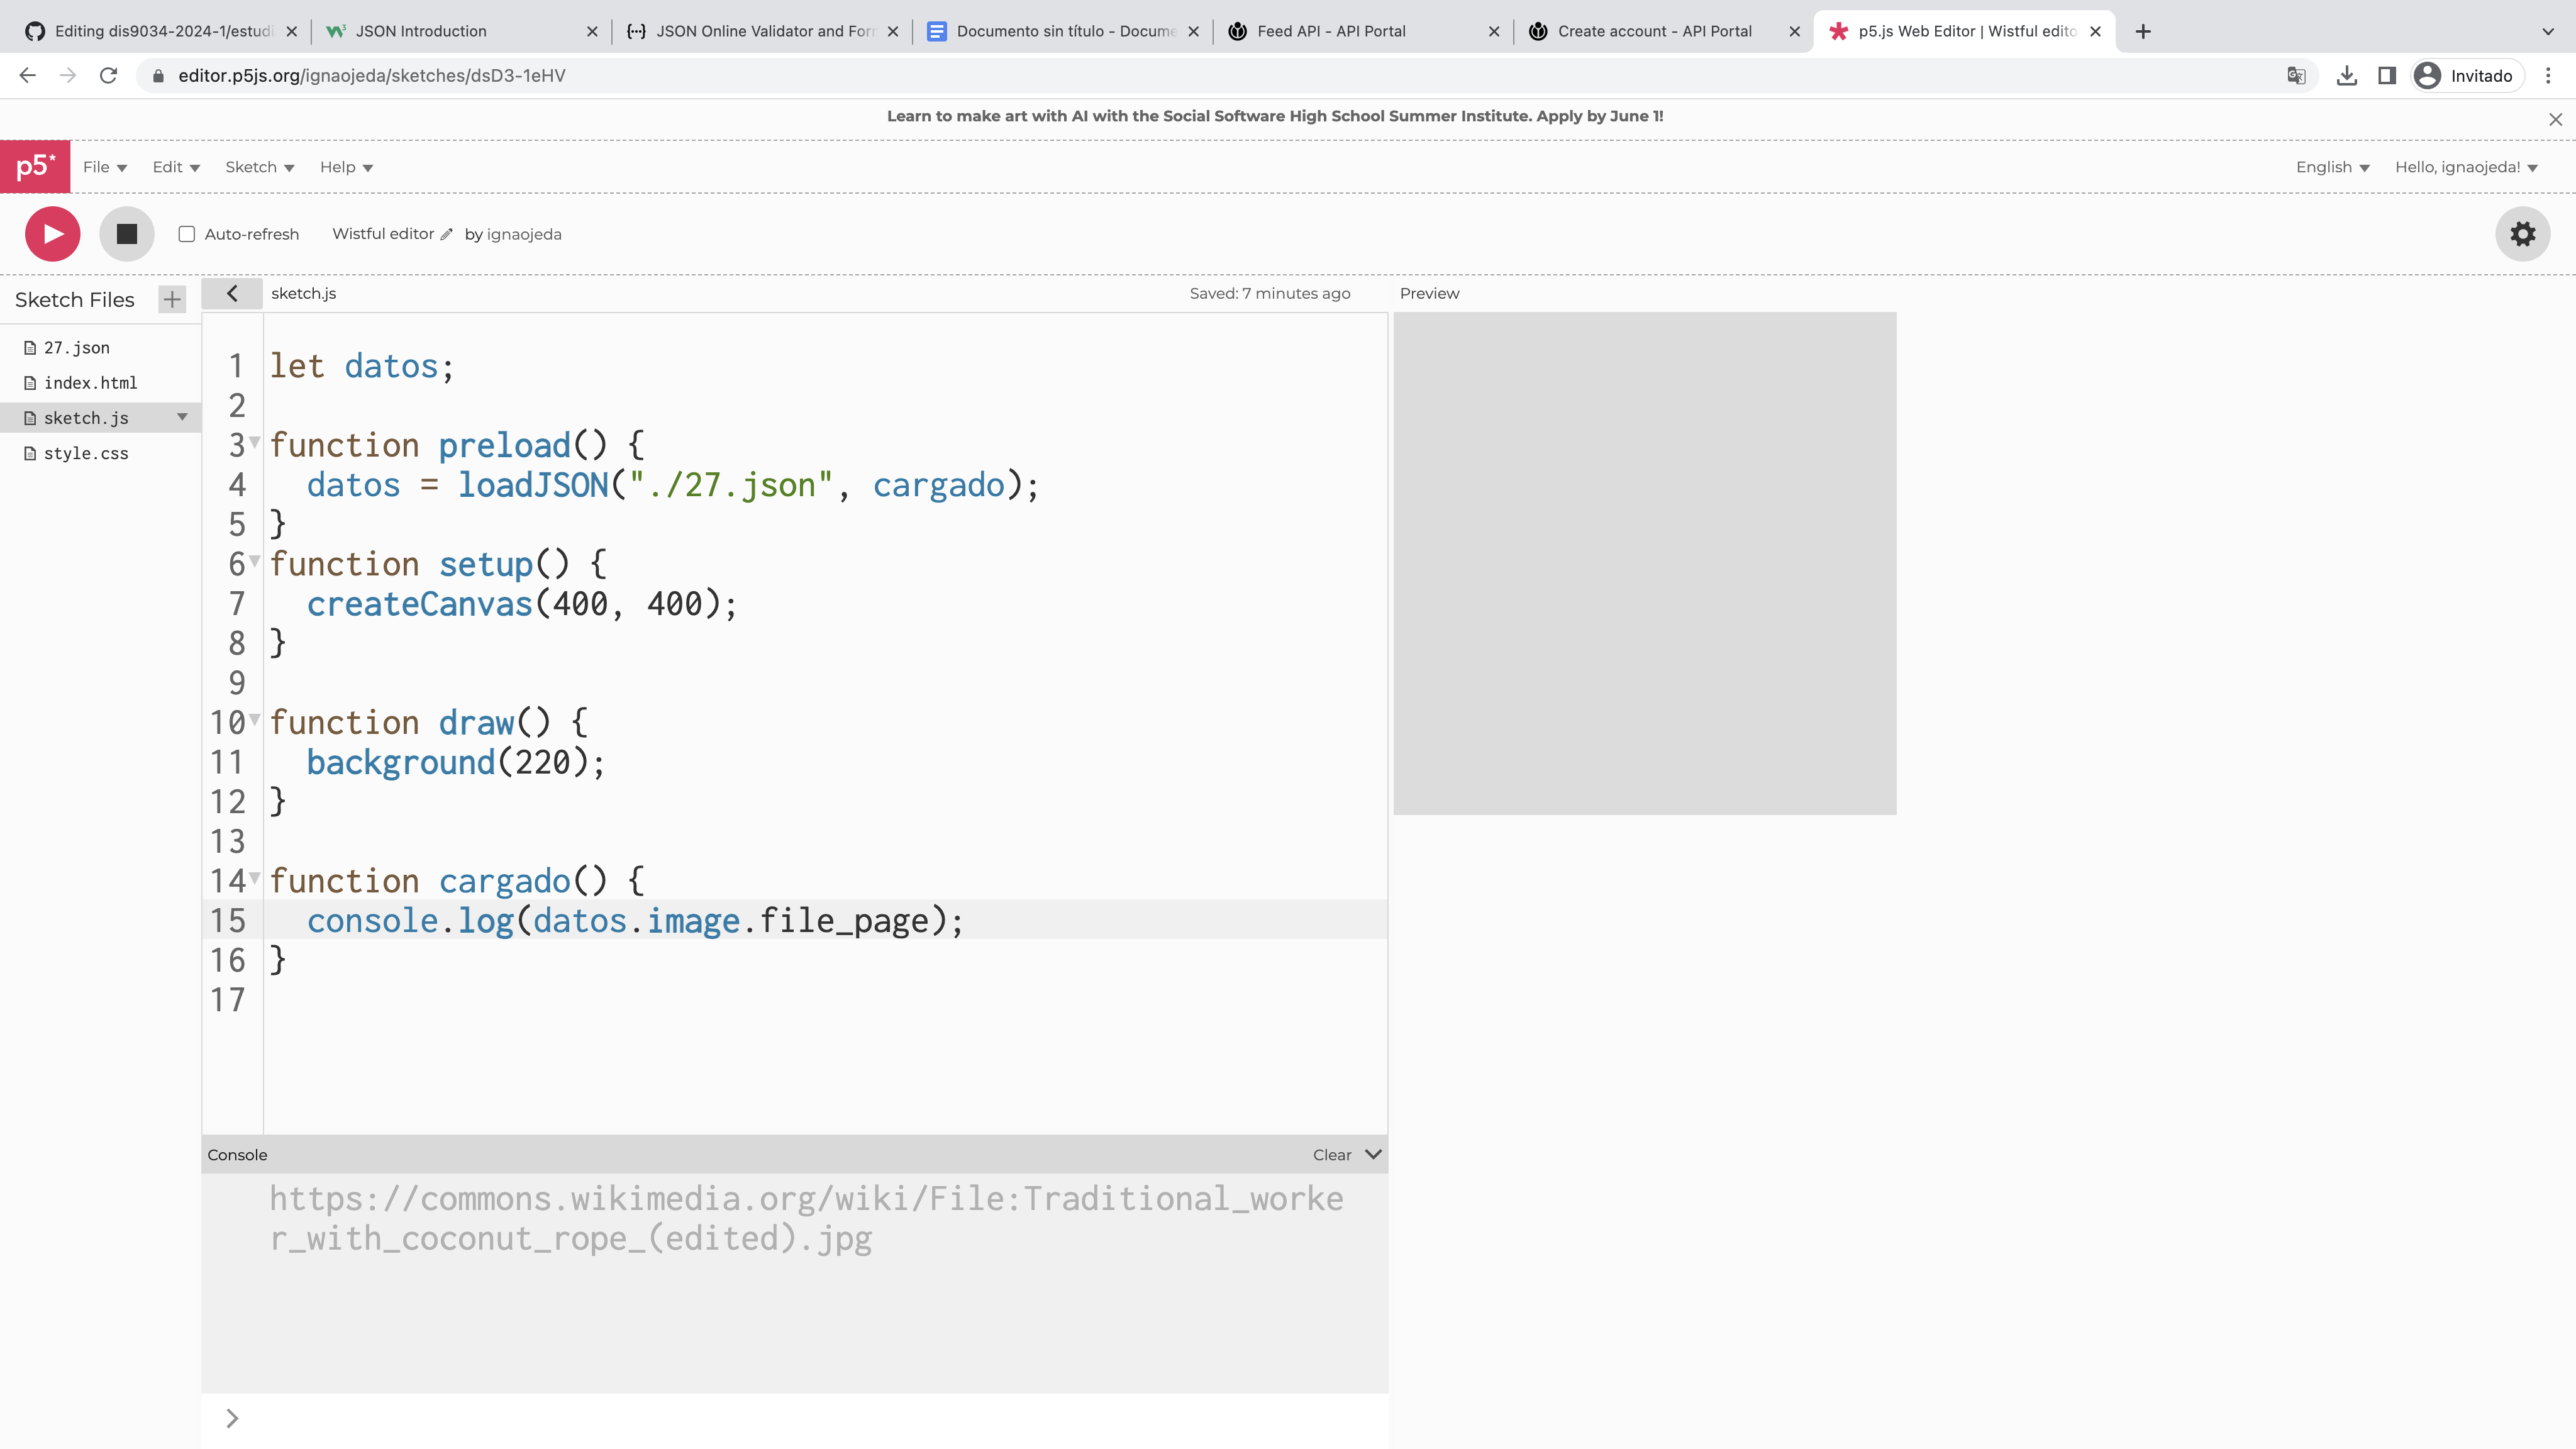 Editing dis9034-2024-1/estudi
JSON Introduction
JSON Online Validator and For
Documento sin título - Docume
Feed API - API Portal
Create account - API Portal
p5.js Web Editor | Wistful edito
editor.p5js.org/ignaojeda/sketches/dsD3-1eHV
Invitado
Learn to make art with AI with the Social Software High School Summer Institute. Apply by June 1!
p5*
File
Edit
Sketch
Help
English
Hello, ignaojeda!
Auto-refresh
Wistful editor
by ignaojeda
Sketch Files
sketch.js
Saved: 7 minutes ago
Preview
27.json
index.html
sketch.js
style.css
1 let datos;
2
3 function preload() {
4 datos = loadJSON("./27.json", cargado);
5 }
6 function setup() {
7 createCanvas(400, 400);
8 }
9
10 function draw() {
11 background(220);
12 }
13
14 function cargado() {
15 console.log(datos.image.file_page);
16 }
17
Console
Clear
https://commons.wikimedia.org/wiki/File:Traditional_worke
r_with_coconut_rope_(edited).jpg